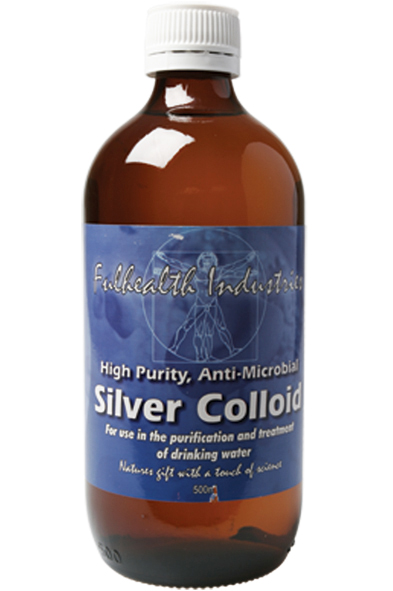 Fulhealth Industries
High Purity, Anti-Microbial
Silver Colloid
For use in the purification and treatment
of drinking water
Natures gift with a touch of science
500ml